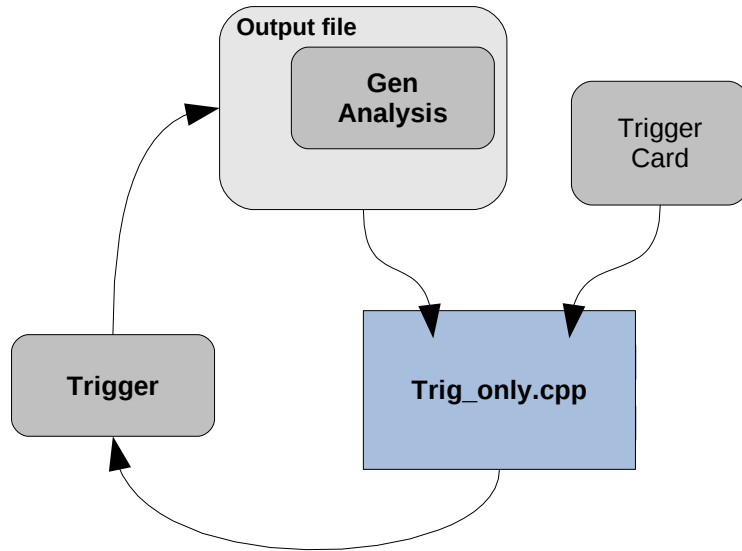 Output file
Gen
Analysis
Trigger
Card
Trigger
Trig_only.cpp